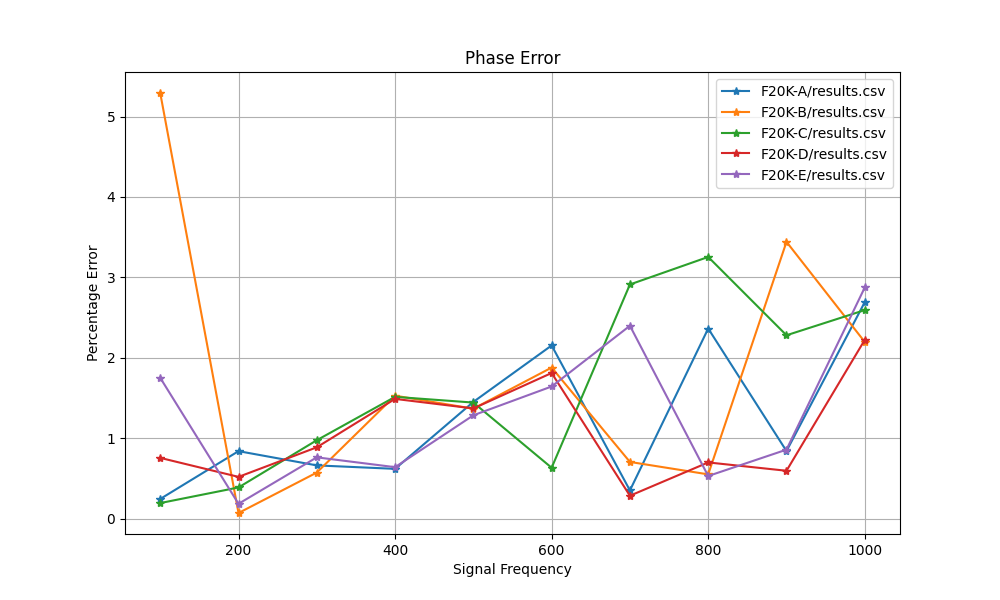 Phase Error
F20K-A/results.csv
F20K-B/results.csv
F20K-C/results.csv
F20K-D/results.csv
F20K-E/results.csv
Percentage Error
5
4
3
2
1
0
200 400 600 800 1000
Signal Frequency